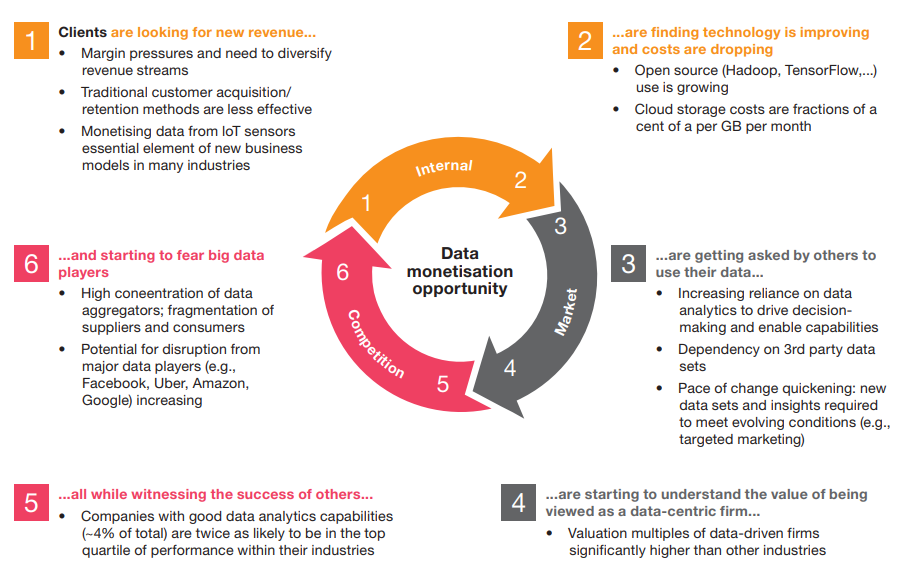 1
Clients are looking for new revenue...
• Margin pressures and need to diversify
revenue streams
• Traditional customer acquisition/
retention methods are less effective
• Monetising data from IoT sensors
essential element of new business
models in many industries
2
...are finding technology is improving
and costs are dropping
• Open source (Hadoop, TensorFlow,...)
use is growing
• Cloud storage costs are fractions of a
cent of a per GB per month
Internal
1
2
3
Market
4
5
Competition
6
Data
monetisation
opportunity
3
...are getting asked by others to
use their data...
• Increasing reliance on data
analytics to drive decision-
making and enable capabilities
• Dependency on 3rd party data
sets
• Pace of change quickening: new
data sets and insights required
to meet evolving conditions (e.g.,
targeted marketing)
6
...and starting to fear big data
players
• High coneentration of data
aggregators; fragmentation of
suppliers and consumers
• Potential for disruption from
major data players (e.g.,
Facebook, Uber, Amazon,
Google) increasing
5
...all while witnessing the success of others...
• Companies with good data analytics capabilities
(~4% of total) are twice as likely to be in the top
quartile of performance within their industries
4
...are starting to understand the value of being
viewed as a data-centric firm...
• Valuation multiples of data-driven firms
significantly higher than other industries